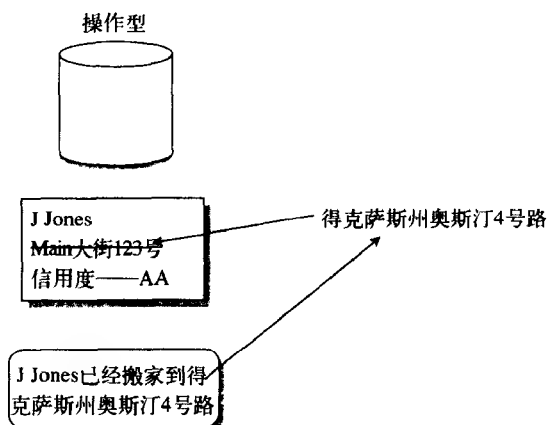 操作型
J Jones
Main大街123号
信用度——AA
得克萨斯州奥斯汀4号路
J Jones已经搬家到得
克萨斯州奥斯汀4号路